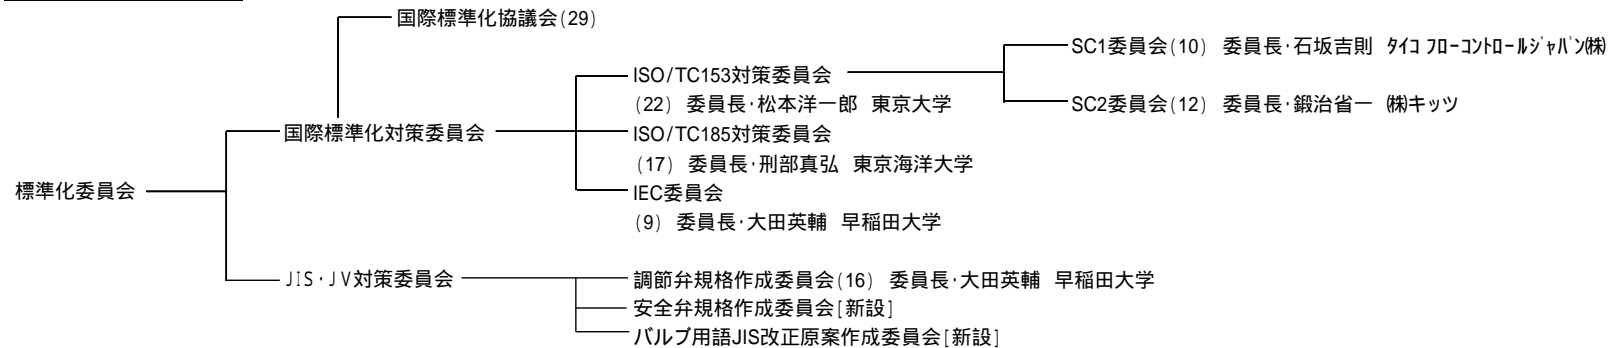 国際標準化協議会(29)
SC1委員会(10) 委員長･石坂吉則 ﾀｲｺ ﾌﾛｰｺﾝﾄﾛｰﾙｼﾞｬﾊﾟﾝ㈱
ISO/TC153対策委員会
(22) 委員長･松本洋一郎 東京大学
SC2委員会(12) 委員長･鍛治省一 ㈱キッツ
国際標準化対策委員会
ISO/TC185対策委員会
(17) 委員長･刑部真弘 東京海洋大学
標準化委員会
IEC委員会
(9) 委員長･大田英輔 早稲田大学
JIS･JV対策委員会
調節弁規格作成委員会(16) 委員長･大田英輔 早稲田大学
安全弁規格作成委員会[新設]
バルブ用語JIS改正原案作成委員会[新設]